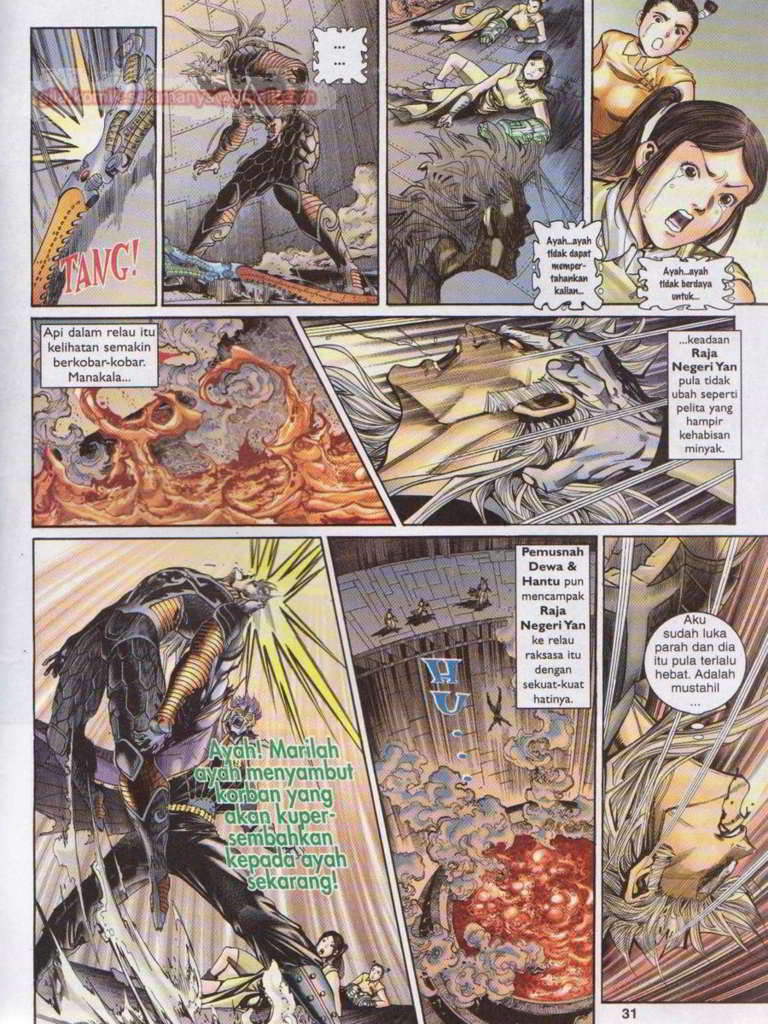 ... ...
... ...
TANG!
Ayah...ayah
tidak dapat
memper-
tahankan
kalian...
Ayah...ayah
tidak berdaya
untuk...
Api dalam relau itu
kelihatan semakin
berkobar-kobar.
Manakala...
...keadaan
Raja
Negeri Yan
pula tidak
ubah seperti
pelita yang
hampir
kehabisan
minyak.
Ayah! Marilah
ayah menyambut
korban yang
akan kuper-
sembahkan
kepada ayah
sekarang!
HU...
Pemusnah
Dewa &
Hantu pun
mencampak
Raja
Negeri Yan
ke relau
raksasa itu
dengan
sekuat-kuat
hatinya.
Aku
sudah luka
parah dan dia
itu pula terlalu
hebat. Adalah
mustahil
...
31